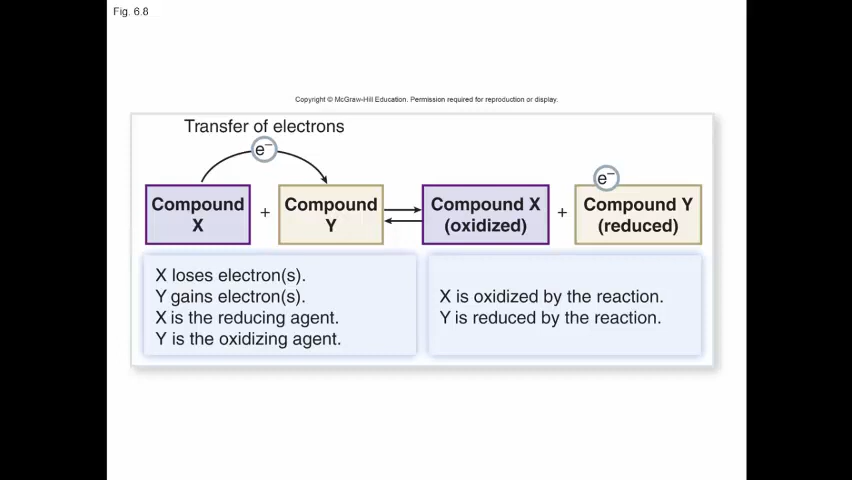 Fig. 6.8
Copyright © McGraw-Hill Education. Permission required for reproduction or display.
Transfer of electrons
e⁻
e⁻
Compound X + Compound Y ⇄ Compound X (oxidized) + Compound Y (reduced)
X loses electron(s).
Y gains electron(s).
X is the reducing agent.
Y is the oxidizing agent.
X is oxidized by the reaction.
Y is reduced by the reaction.